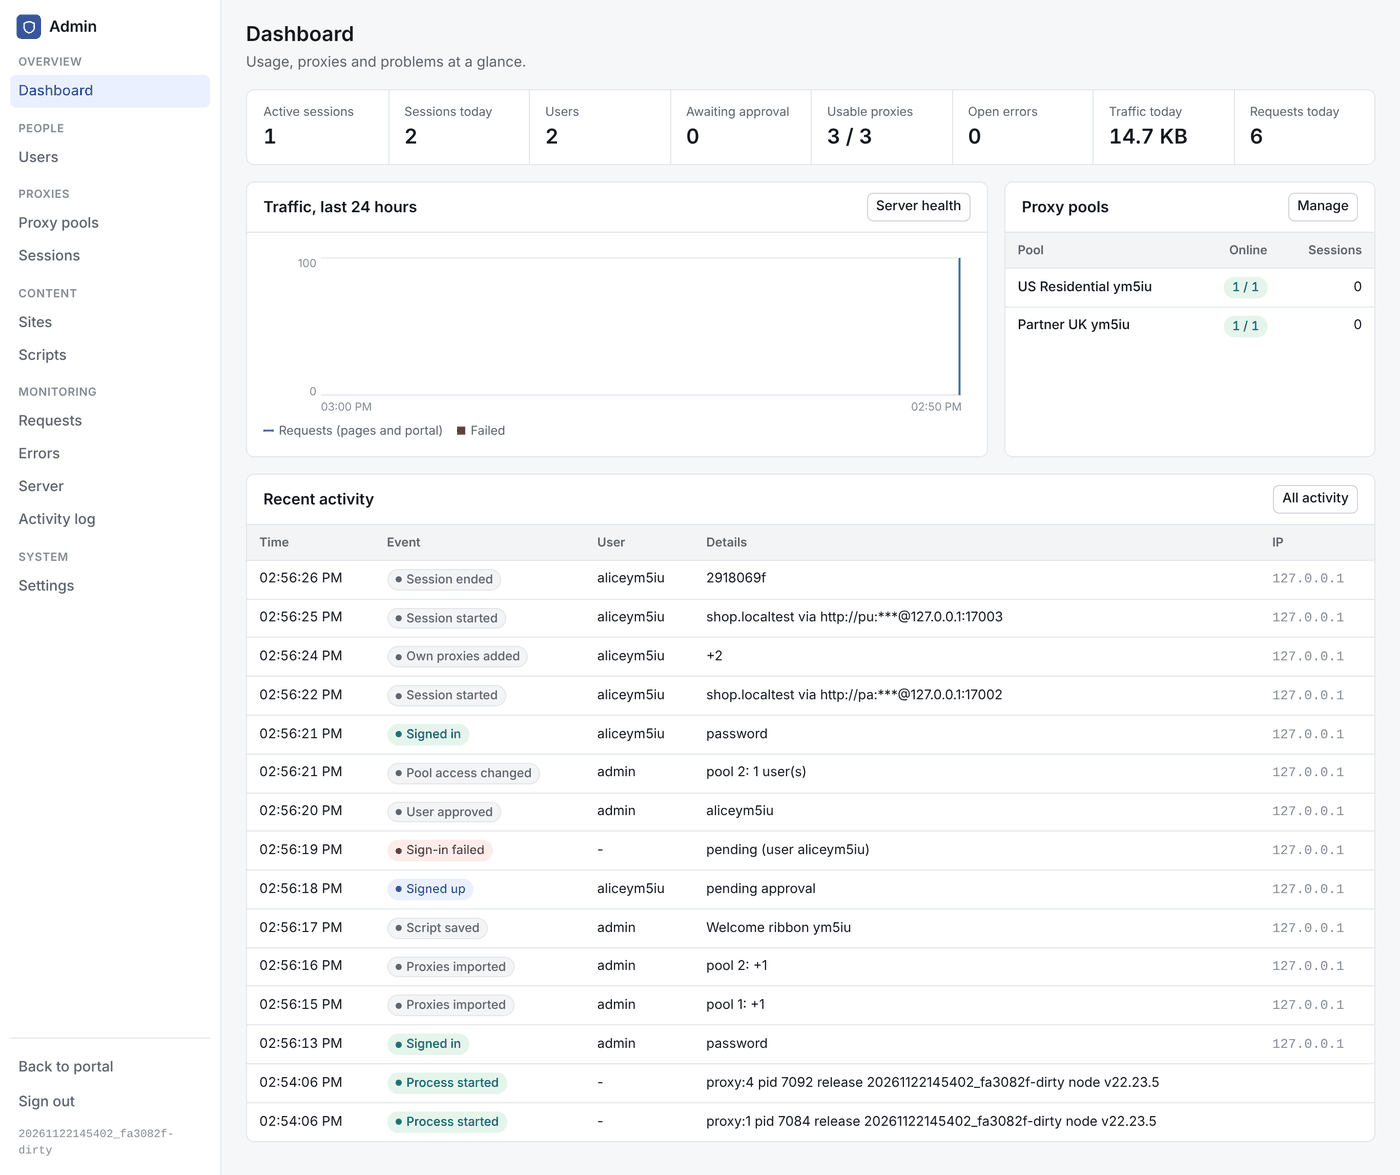 Admin
OVERVIEW
Dashboard
PEOPLE
Users
PROXIES
Proxy pools
Sessions
CONTENT
Sites
Scripts
MONITORING
Requests
Errors
Server
Activity log
SYSTEM
Settings
Back to portal
Sign out
20261122145402_fa3082f-
dirty
Dashboard
Usage, proxies and problems at a glance.
Active sessions
1
Sessions today
2
Users
2
Awaiting approval
0
Usable proxies
3 / 3
Open errors
0
Traffic today
14.7 KB
Requests today
6
Traffic, last 24 hours
Server health
100
0
03:00 PM 02:50 PM
Requests (pages and portal) Failed
Proxy pools
Manage
Pool Online Sessions
US Residential ym5iu 1 / 1 0
Partner UK ym5iu 1 / 1 0
Recent activity
All activity
Time Event User Details IP
02:56:26 PM Session ended aliceym5iu 2918069f 127.0.0.1
02:56:25 PM Session started aliceym5iu shop.localtest via http://pu:***@127.0.0.1:17003 127.0.0.1
02:56:24 PM Own proxies added aliceym5iu +2 127.0.0.1
02:56:22 PM Session started aliceym5iu shop.localtest via http://pa:***@127.0.0.1:17002 127.0.0.1
02:56:21 PM Signed in aliceym5iu password 127.0.0.1
02:56:21 PM Pool access changed admin pool 2: 1 user(s) 127.0.0.1
02:56:20 PM User approved admin aliceym5iu 127.0.0.1
02:56:19 PM Sign-in failed - pending (user aliceym5iu) 127.0.0.1
02:56:18 PM Signed up aliceym5iu pending approval 127.0.0.1
02:56:17 PM Script saved admin Welcome ribbon ym5iu 127.0.0.1
02:56:16 PM Proxies imported admin pool 2: +1 127.0.0.1
02:56:15 PM Proxies imported admin pool 1: +1 127.0.0.1
02:56:13 PM Signed in admin password 127.0.0.1
02:54:06 PM Process started - proxy:4 pid 7092 release 20261122145402_fa3082f-dirty node v22.23.5
02:54:06 PM Process started - proxy:1 pid 7084 release 20261122145402_fa3082f-dirty node v22.23.5